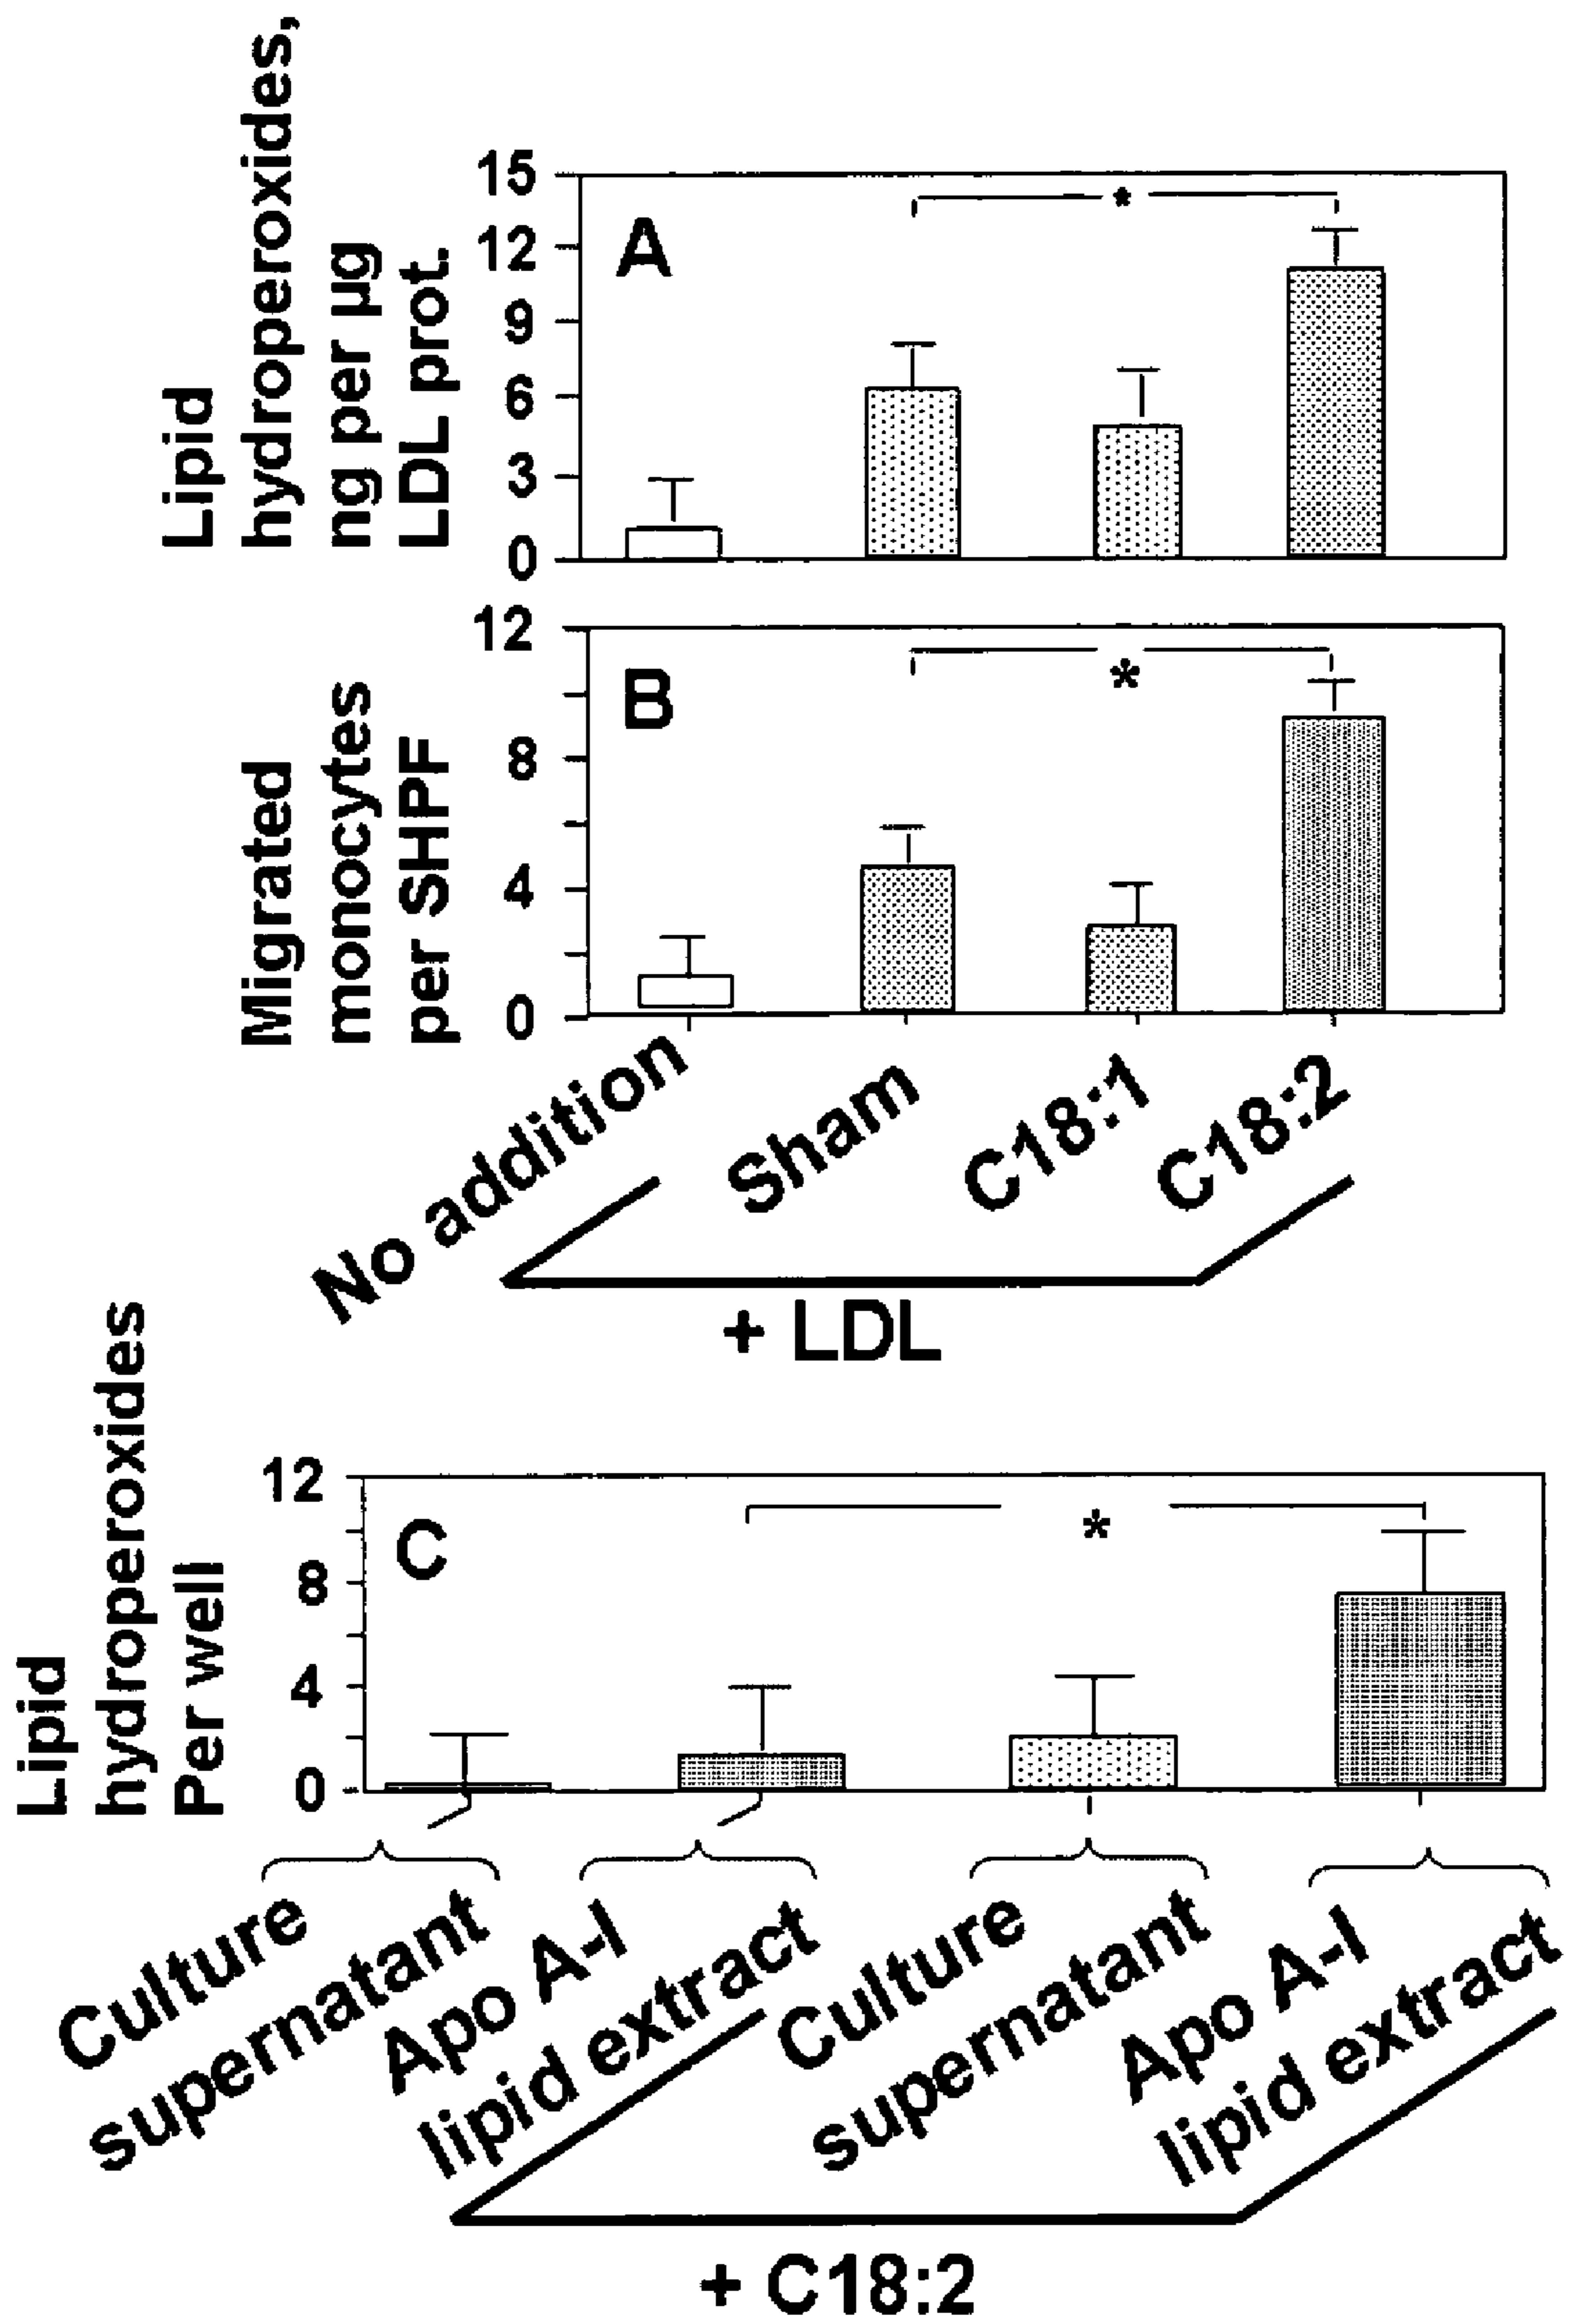 Lipid
hydroperoxides,
ng per µg
LDL prot.
15
12
9
6
3
0
A
*
Migrated
monocytes
per SHPF
12
8
4
0
B
*
No addition
Sham
C18:1
C18:2
+ LDL
Lipid
hydroperoxides
Per well
12
8
4
0
C
*
Culture
supernatant
Apo A-I
lipid extract
Culture
supernatant
Apo A-I
lipid extract
+ C18:2